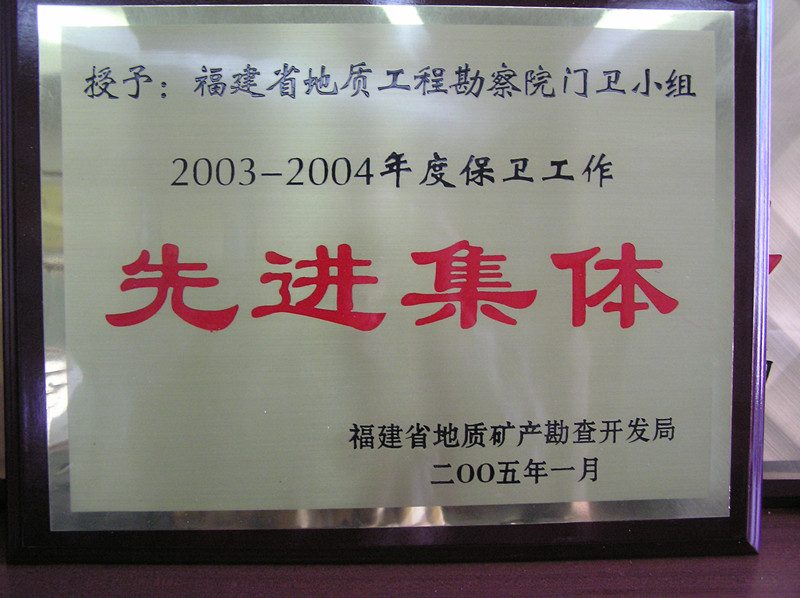 授予：福建省地质工程勘察院门卫小组
2003-2004年度保卫工作
先进集体
福建省地质矿产勘查开发局
二OO五年一月